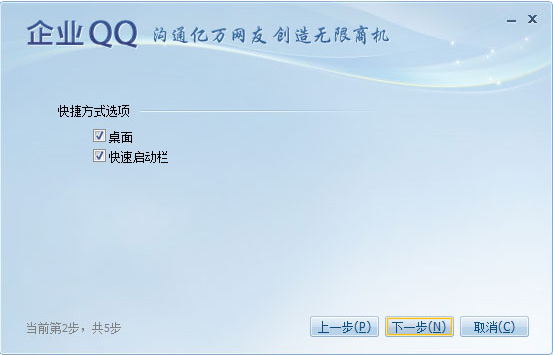 企业QQ 沟通亿万网友 创造无限商机
快捷方式选项
桌面
快速启动栏
当前第2步，共5步 上一步(P) 下一步(N) 取消(C)